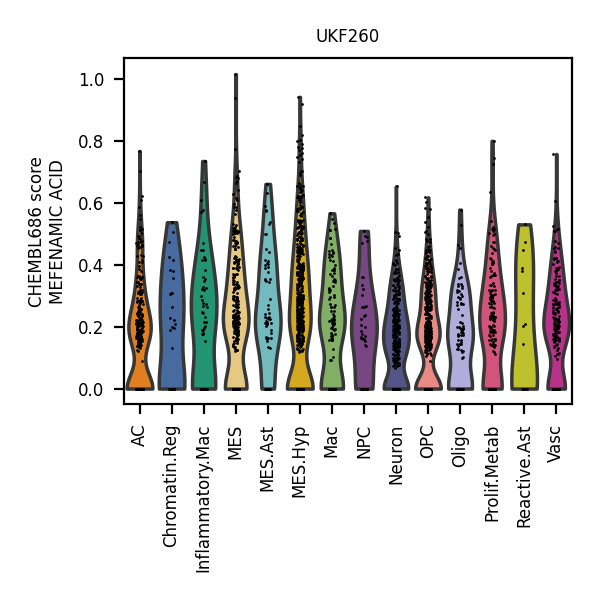 UKF260
CHEMBL686 score
MEFENAMIC ACID
1.0
0.8
0.6
0.4
0.2
0.0
AC
Chromatin.Reg
Inflammatory.Mac
MES
MES.Ast
MES.Hyp
Mac
NPC
Neuron
OPC
Oligo
Prolif.Metab
Reactive.Ast
Vasc